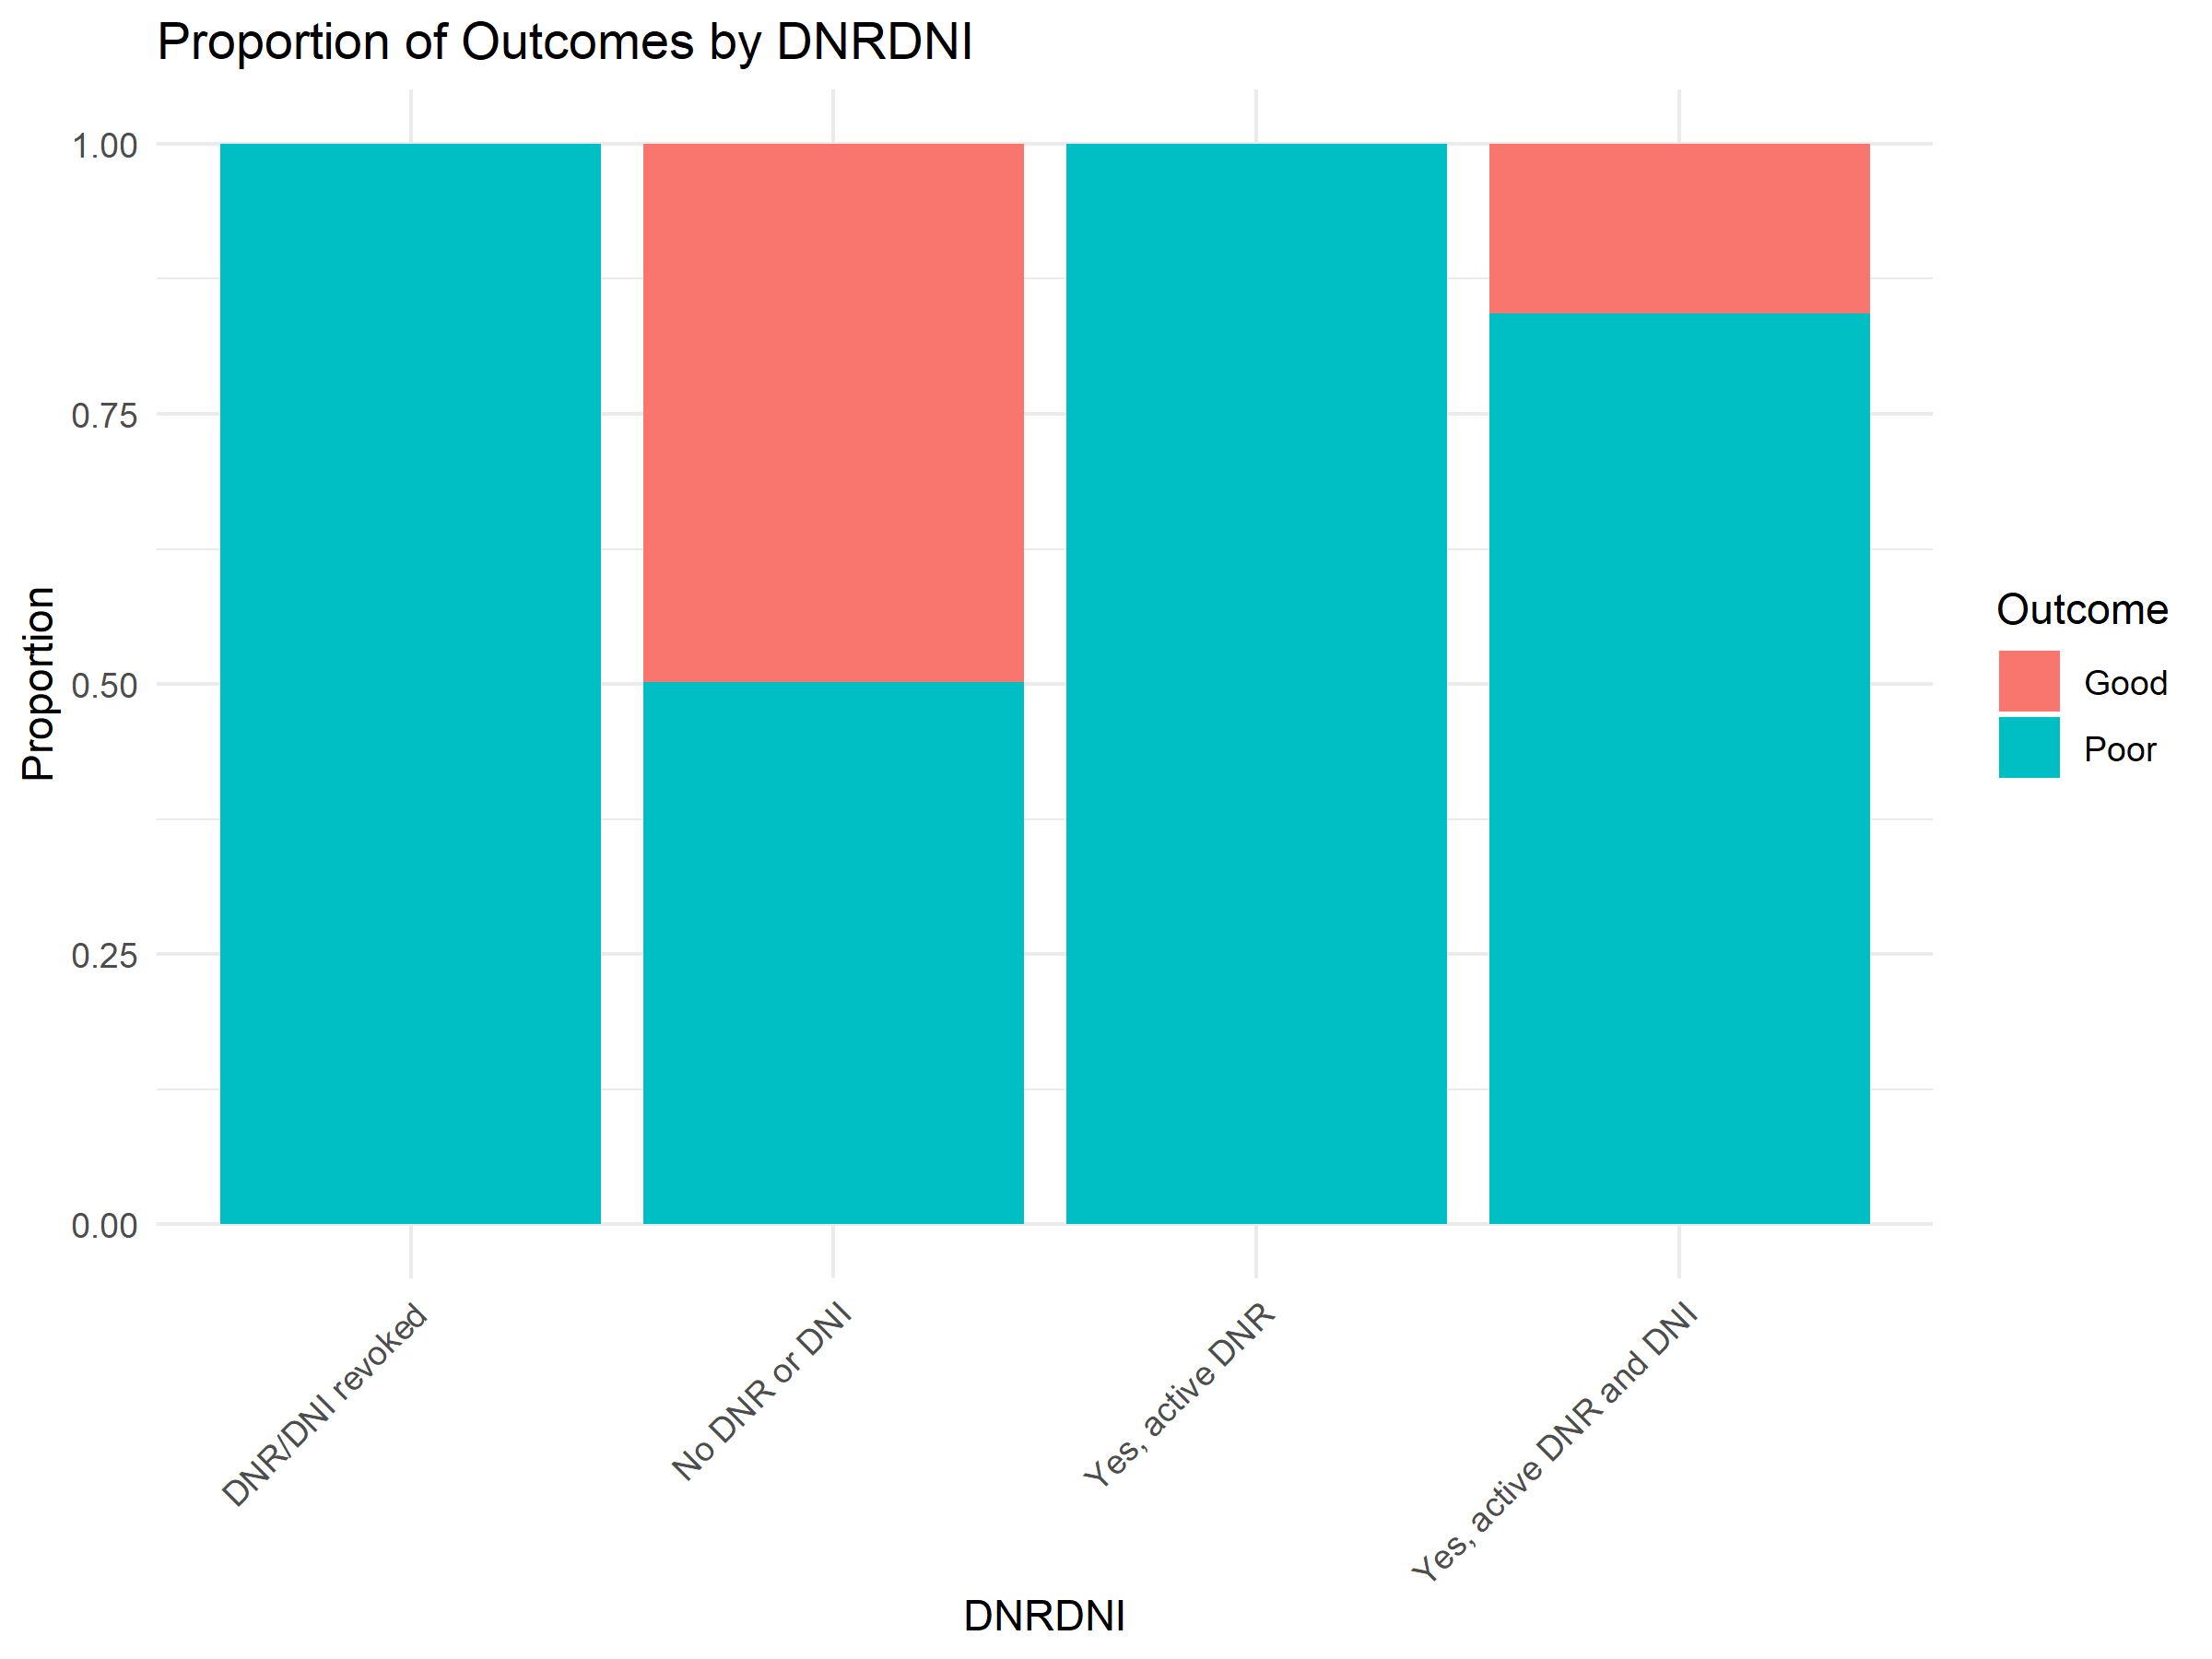 Proportion of Outcomes by DNRDNI
1.00
0.75
0.50
0.25
0.00
Proportion
DNR/DNI revoked
No DNR or DNI
Yes, active DNR
Yes, active DNR and DNI
DNRDNI
Outcome
Good
Poor